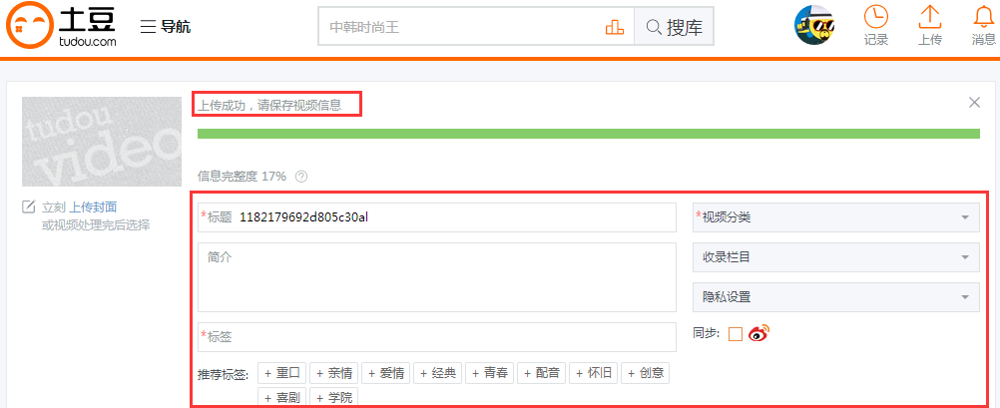 土豆 tudou.com 导航 中韩时尚王 搜库 记录 上传 消息
上传成功，请保存视频信息
tudou
video
信息完整度 17% ?
立刻 上传封面
或视频处理完后选择
*标题 1182179692d805c30al *视频分类
简介 收录栏目
隐私设置
*标签 同步:
推荐标签: + 重口 + 亲情 + 爱情 + 经典 + 青春 + 配音 + 怀旧 + 创意
+ 喜剧 + 学院